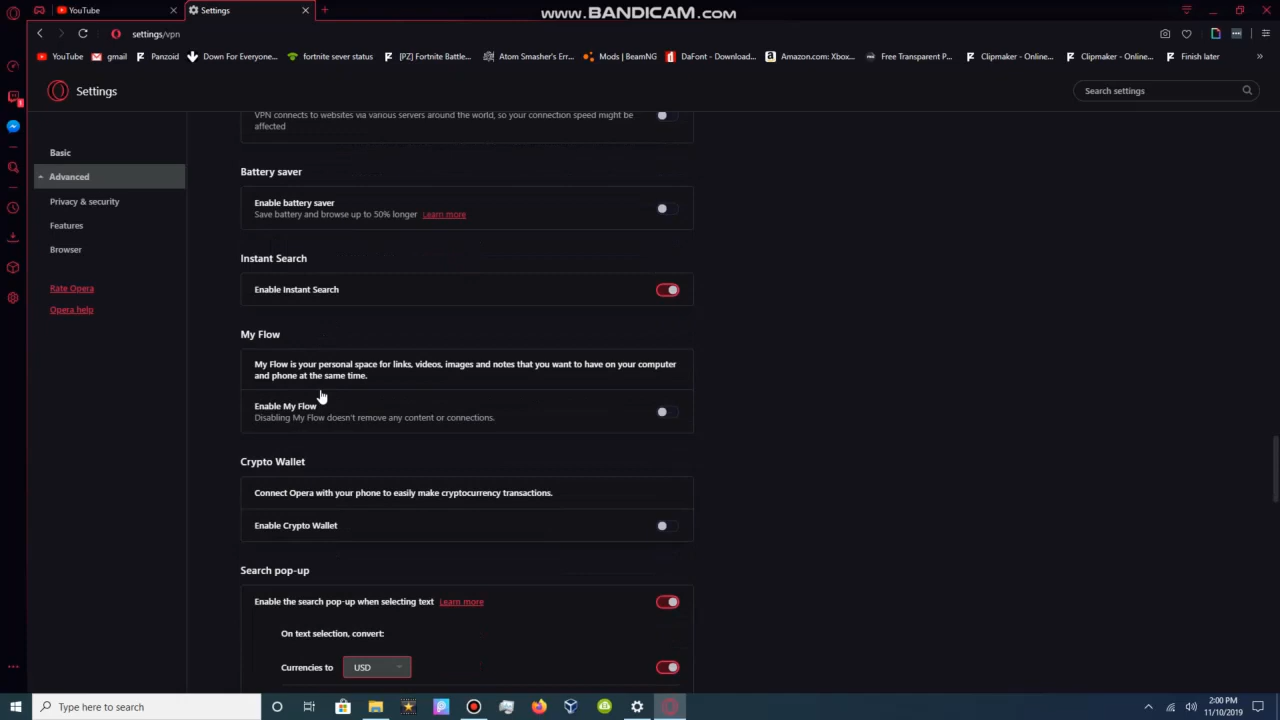 YouTube
Settings
www.BANDICAM.com
settings/vpn
YouTube
gmail
Panzoid
Down For Everyone...
fortnite sever status
[PZ] Fortnite Battle...
Atom Smasher's Err...
Mods | BeamNG
DaFont - Download...
Amazon.com: Xbox...
Free Transparent P...
Clipmaker - Online...
Clipmaker - Online...
Finish later
Settings
Search settings
Basic
Advanced
Privacy & security
Features
Browser
Rate Opera
Opera help
VPN connects to websites via various servers around the world, so your connection speed might be
affected
Battery saver
Enable battery saver
Save battery and browse up to 50% longer Learn more
Instant Search
Enable Instant Search
My Flow
My Flow is your personal space for links, videos, images and notes that you want to have on your computer
and phone at the same time.
Enable My Flow
Disabling My Flow doesn't remove any content or connections.
Crypto Wallet
Connect Opera with your phone to easily make cryptocurrency transactions.
Enable Crypto Wallet
Search pop-up
Enable the search pop-up when selecting text Learn more
On text selection, convert:
Currencies to USD
Type here to search
2:00 PM
11/10/2019